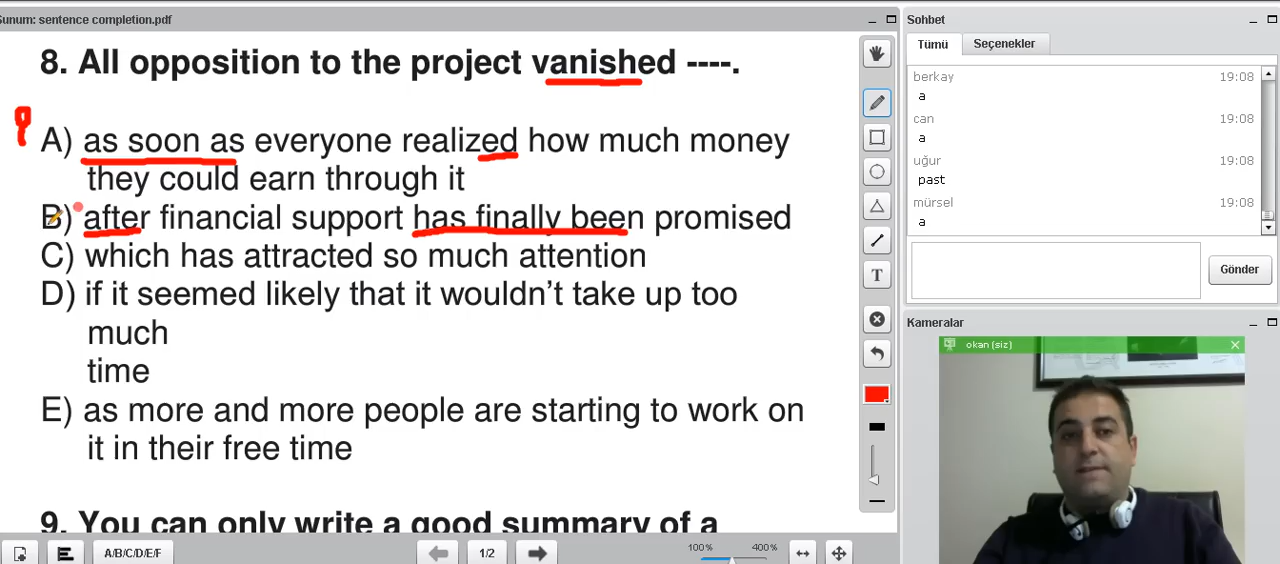 Sunum: sentence completion.pdf
8. All opposition to the project vanished ----.
A) as soon as everyone realized how much money
they could earn through it
B) after financial support has finally been promised
C) which has attracted so much attention
D) if it seemed likely that it wouldn't take up too
much
time
E) as more and more people are starting to work on
it in their free time
9. You can only write a good summary of a
T
A/B/C/D/E/F
1/2
100%
400%
Sohbet
Tümü
Seçenekler
berkay 19:08
a
can 19:08
a
uğur 19:08
past
mürsel 19:08
a
Gönder
Kameralar
okan (siz)